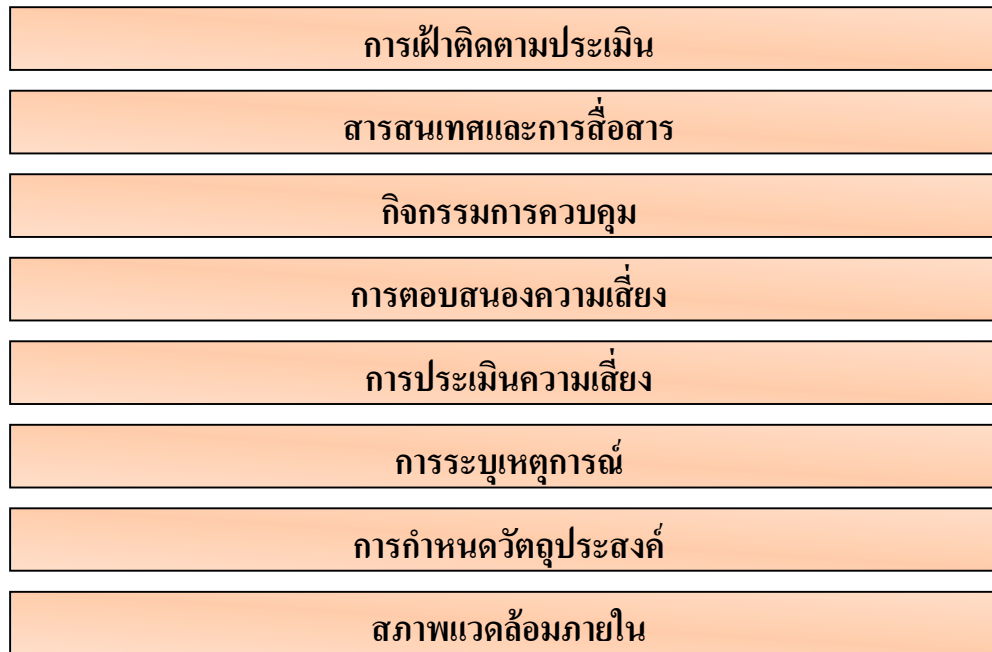 การเฝ้าติดตามประเมิน
สารสนเทศและการสื่อสาร
กิจกรรมการควบคุม
การตอบสนองความเสี่ยง
การประเมินความเสี่ยง
การระบุเหตุการณ์
การกำหนดวัตถุประสงค์
สภาพแวดล้อมภายใน